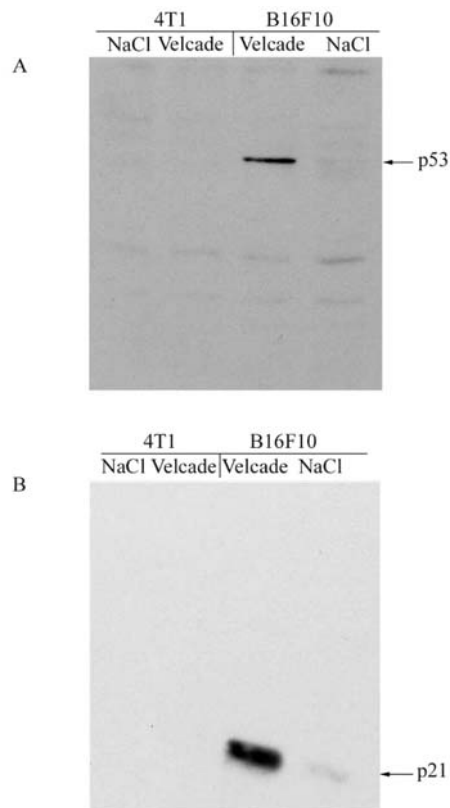 4T1 B16F10
NaCl Velcade Velcade NaCl
A
p53
4T1 B16F10
NaCl Velcade Velcade NaCl
B
p21